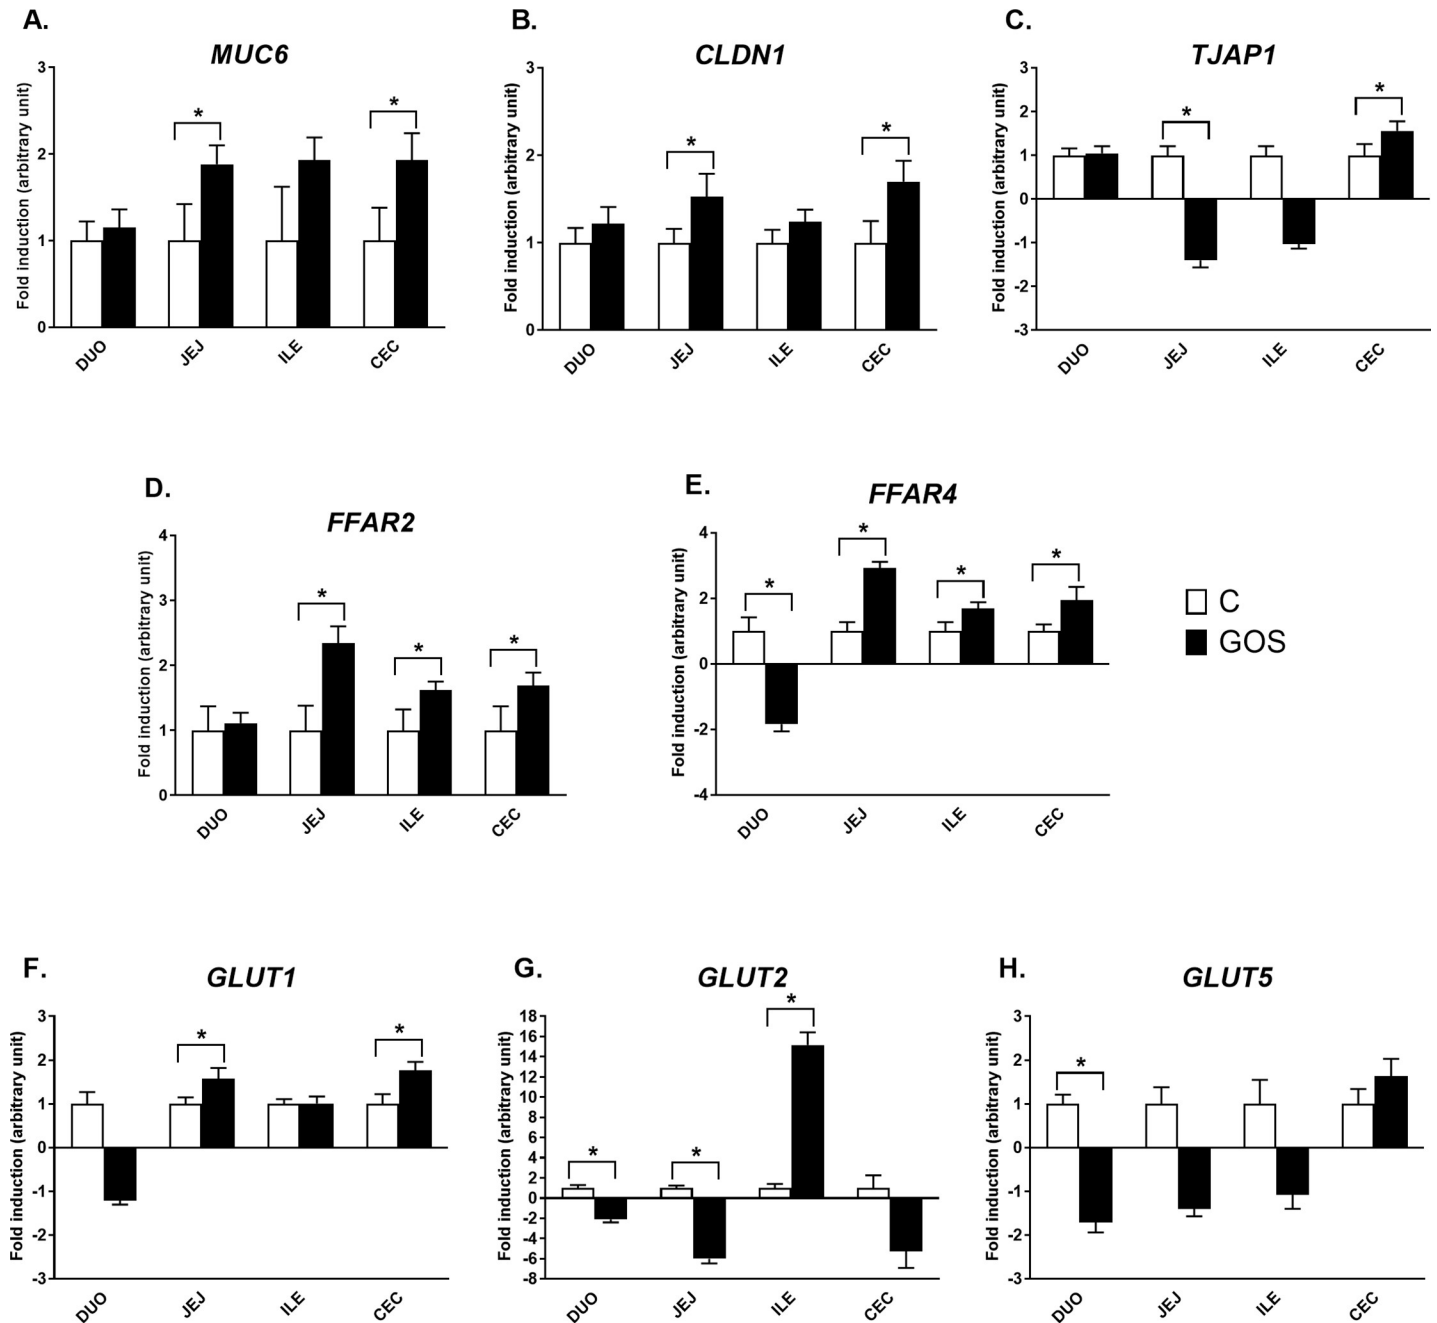 A.
MUC6
Fold induction (arbitrary unit)
3
2
1
0
*
*
DUO
JEJ
ILE
CEC
B.
CLDN1
Fold induction (arbitrary unit)
3
2
1
0
*
*
DUO
JEJ
ILE
CEC
C.
TJAP1
Fold induction (arbitrary unit)
3
2
1
0
-1
-2
-3
*
*
DUO
JEJ
ILE
CEC
D.
FFAR2
Fold induction (arbitrary unit)
4
3
2
1
0
*
*
*
DUO
JEJ
ILE
CEC
E.
FFAR4
Fold induction (arbitrary unit)
4
2
0
-2
-4
*
*
*
*
DUO
JEJ
ILE
CEC
C
GOS
F.
GLUT1
Fold induction (arbitrary unit)
3
2
1
0
-1
-2
-3
*
*
DUO
JEJ
ILE
CEC
G.
GLUT2
Fold induction (arbitrary unit)
18
16
14
12
10
8
6
4
2
0
-2
-4
-6
-8
*
*
*
DUO
JEJ
ILE
CEC
H.
GLUT5
Fold induction (arbitrary unit)
3
2
1
0
-1
-2
-3
*
DUO
JEJ
ILE
CEC